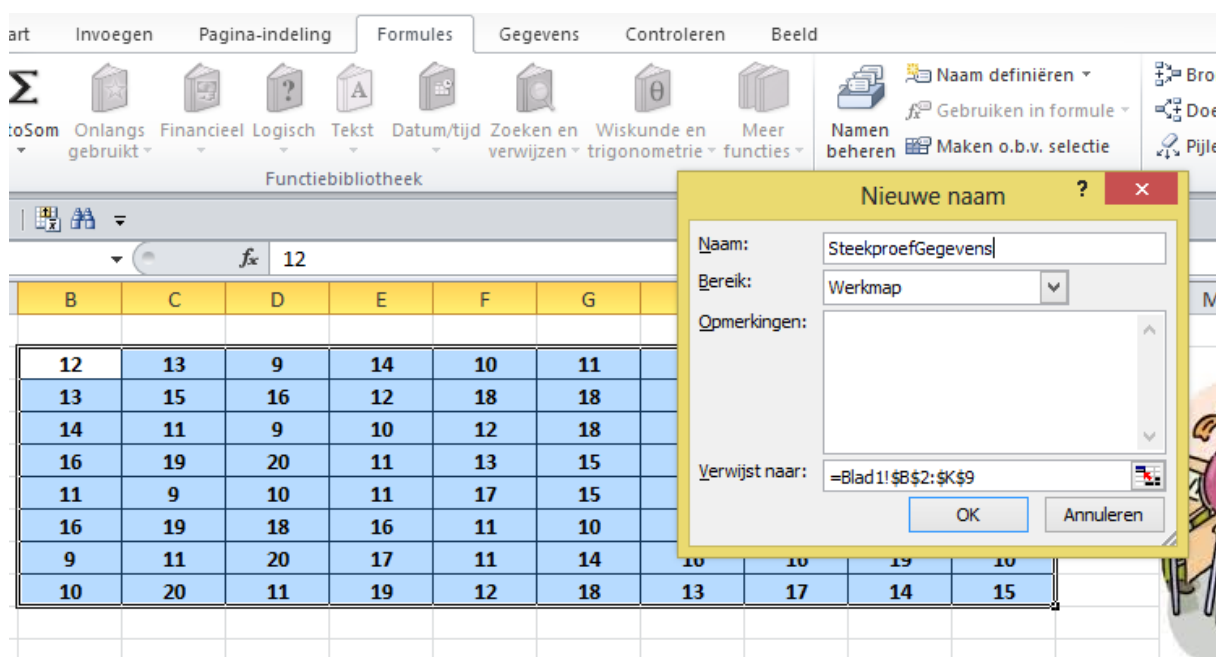 art Invoegen Pagina-indeling Formules Gegevens Controleren Beeld
Σ
toSom Onlangs gebruikt Financieel Logisch Tekst Datum/tijd Zoeken en verwijzen Wiskunde en trigonometrie Meer functies
Namen beheren
Naam definiëren
Gebruiken in formule
Maken o.b.v. selectie
Bro
Doe
Pijle
Functiebibliotheek
fx 12
B C D E F G M
12 13 9 14 10 11
13 15 16 12 18 18
14 11 9 10 12 18
16 19 20 11 13 15
11 9 10 11 17 15
16 19 18 16 11 10
9 11 20 17 11 14 16 16 19 10
10 20 11 19 12 18 13 17 14 15
Nieuwe naam ? ×
Naam: SteekproefGegevens
Bereik: Werkmap
Opmerkingen:
Verwijst naar: =Blad1!$B$2:$K$9
OK Annuleren